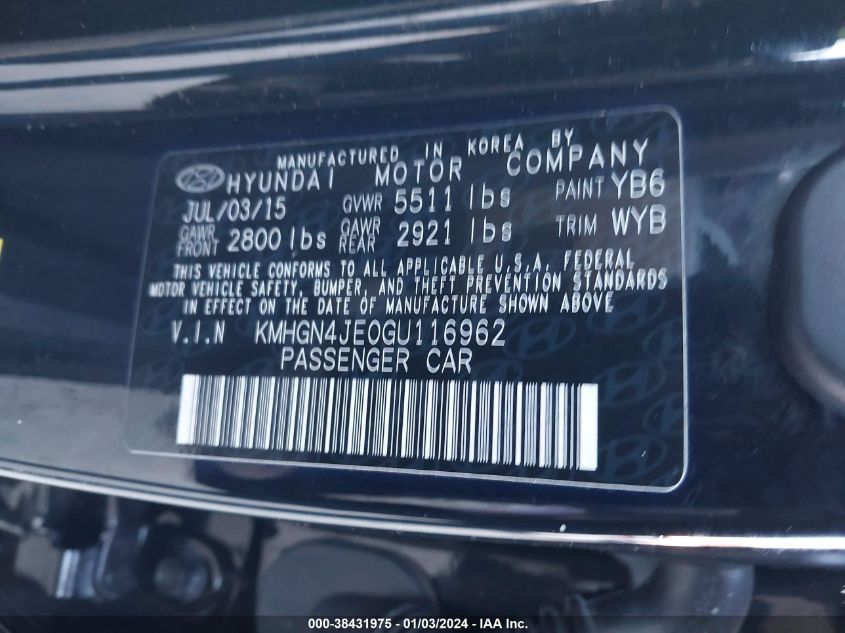 MANUFACTURED IN KOREA BY
HYUNDAI MOTOR COMPANY
JUL/03/15 GVWR 5511 lbs PAINT YB6
GAWR FRONT 2800 lbs GAWR REAR 2921 lbs TRIM WYB
THIS VEHICLE CONFORMS TO ALL APPLICABLE U.S.A. FEDERAL
MOTOR VEHICLE SAFETY, BUMPER, AND THEFT PREVENTION STANDARDS
IN EFFECT ON THE DATE OF MANUFACTURE SHOWN ABOVE
V.I.N KMHGN4JE0GU116962
PASSENGER CAR
000-38431975 - 01/03/2024 - IAA Inc.